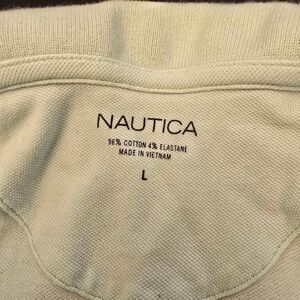 NAUTICA
96% COTTON 4% ELASTANE
MADE IN VIETNAM
L